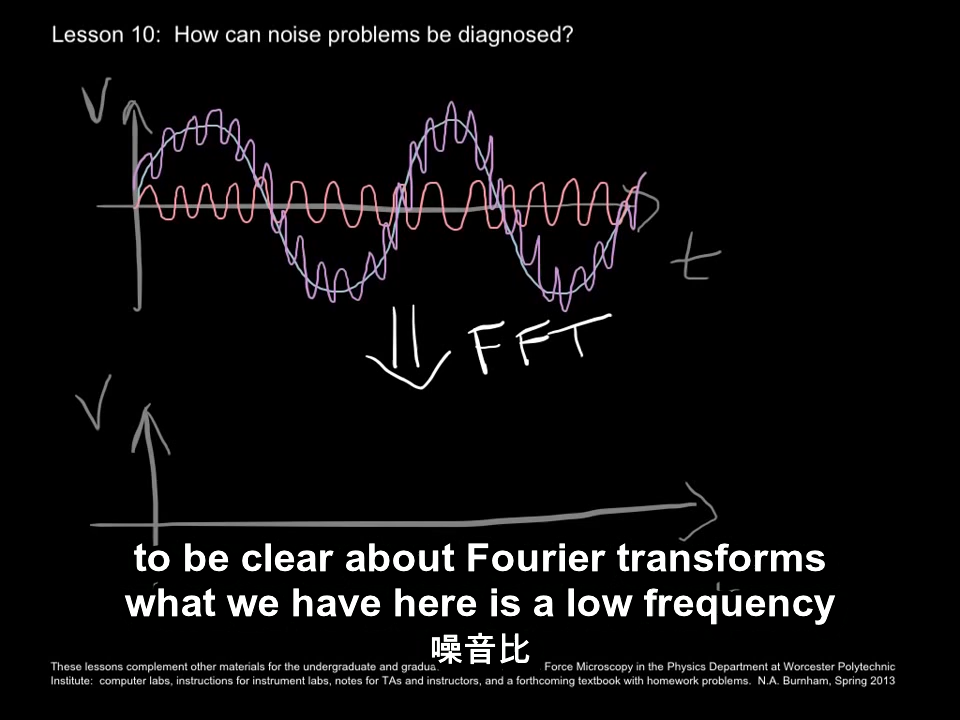 Lesson 10:  How can noise problems be diagnosed?
V
t
FFT
V
to be clear about Fourier transforms
what we have here is a low frequency
噪音比
These lessons complement other materials for the undergraduate and gradua Force Microscopy in the Physics Department at Worcester Polytechnic
Institute:  computer labs, instructions for instrument labs, notes for TAs and instructors, and a forthcoming textbook with homework problems.  N.A. Burnham, Spring 2013